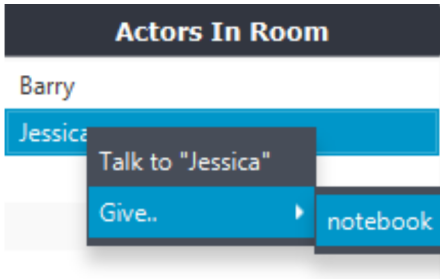 Actors In Room
Barry
Jessica
Talk to "Jessica"
Give..
notebook